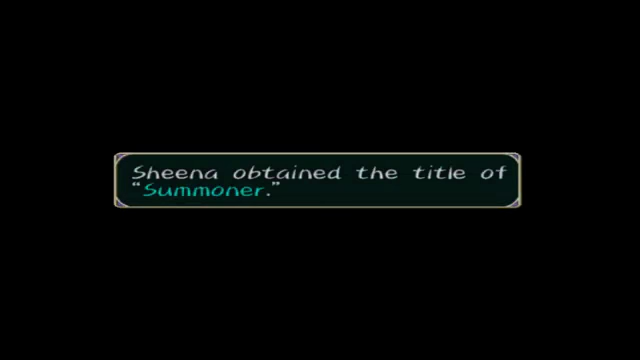 Sheena obtained the title of
“Summoner.”